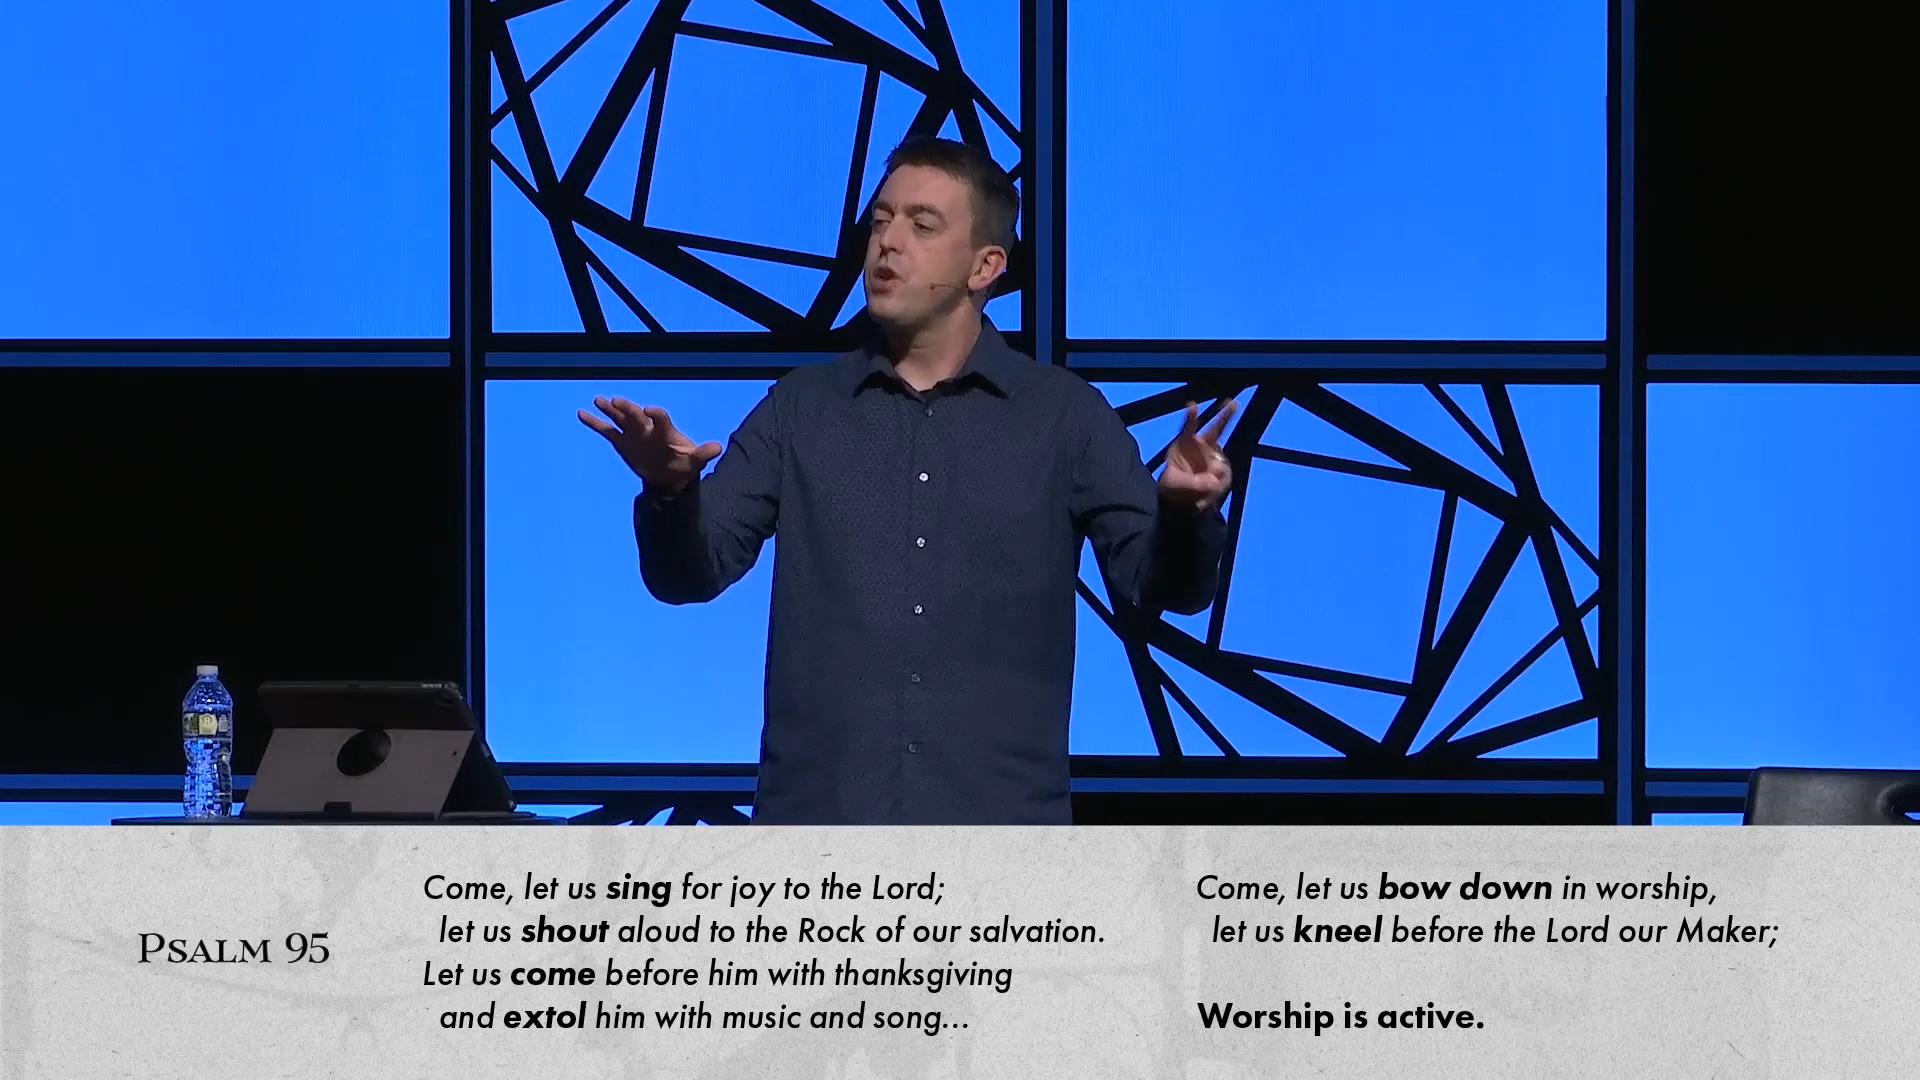 Psalm 95
Come, let us sing for joy to the Lord;
let us shout aloud to the Rock of our salvation.
Let us come before him with thanksgiving
and extol him with music and song...
Come, let us bow down in worship,
let us kneel before the Lord our Maker;
Worship is active.